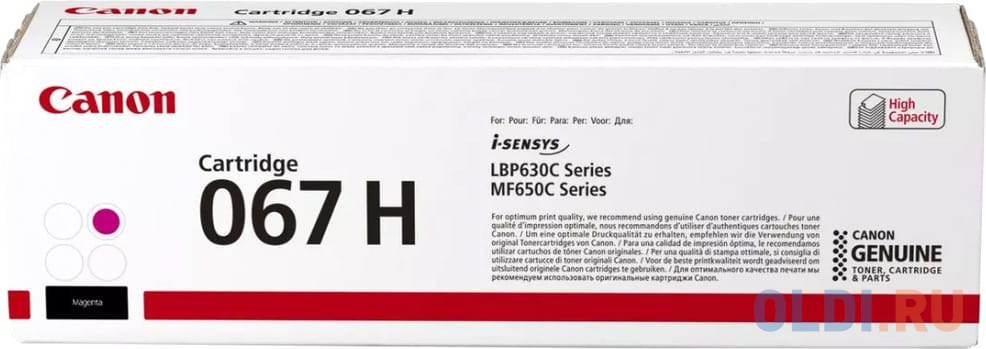 Cartridge 067 H
Canon
High
Capacity
For: Pour: Für: Para: Per: Voor: Для:
i-SENSYS
LBP630C Series
MF650C Series
Cartridge
067 H
For optimum print quality, we recommend using genuine Canon toner cartridges. / Pour une
qualité d'impression optimale, nous recommandons d'utiliser d'authentiques cartouches toner
Canon. / Um eine optimale Druckqualität zu erhalten, empfehlen wir die Verwendung von
original Tonercartridges von Canon. / Para una calidad de impresión óptima, le recomendamos
utilizar cartuchos de tóner Canon originales. / Per una qualità di stampa ottimale, si consiglia di
utilizzare cartucce di toner originali Canon. / Voor de beste printkwaliteit wordt geadviseerd om
uitsluitend originele Canon cartridges te gebruiken. / Для оптимального качества печати мы
рекомендуем использовать оригинальные картриджи Canon.
CANON
GENUINE
TONER, CARTRIDGE
& PARTS
Magenta
OLDI.RU